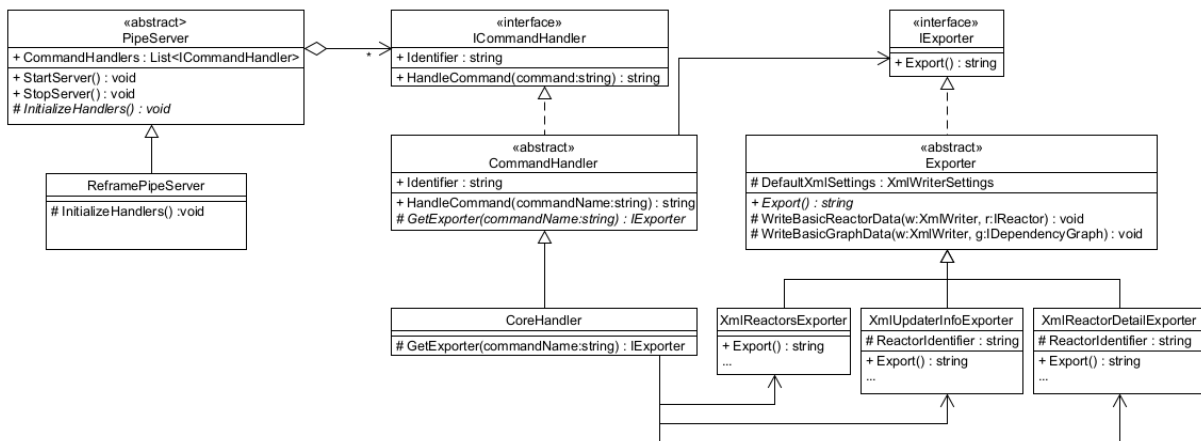 «abstract>
PipeServer
+ CommandHandlers : List<ICommandHandler>
+ StartServer() : void
+ StopServer() : void
# InitializeHandlers() : void
*
«interface»
ICommandHandler
+ Identifier : string
+ HandleCommand(command:string) : string
«interface»
IExporter
+ Export() : string
ReframePipeServer
# InitializeHandlers() :void
«abstract»
CommandHandler
+ Identifier : string
+ HandleCommand(commandName:string) : string
# GetExporter(commandName:string) : IExporter
«abstract»
Exporter
# DefaultXmlSettings : XmlWriterSettings
+ Export() : string
# WriteBasicReactorData(w:XmlWriter, r:IReactor) : void
# WriteBasicGraphData(w:XmlWriter, g:IDependencyGraph) : void
CoreHandler
# GetExporter(commandName:string) : IExporter
XmlReactorsExporter
+ Export() : string
...
XmlUpdaterInfoExporter
# ReactorIdentifier : string
+ Export() : string
...
XmlReactorDetailExporter
# ReactorIdentifier : string
+ Export() : string
...